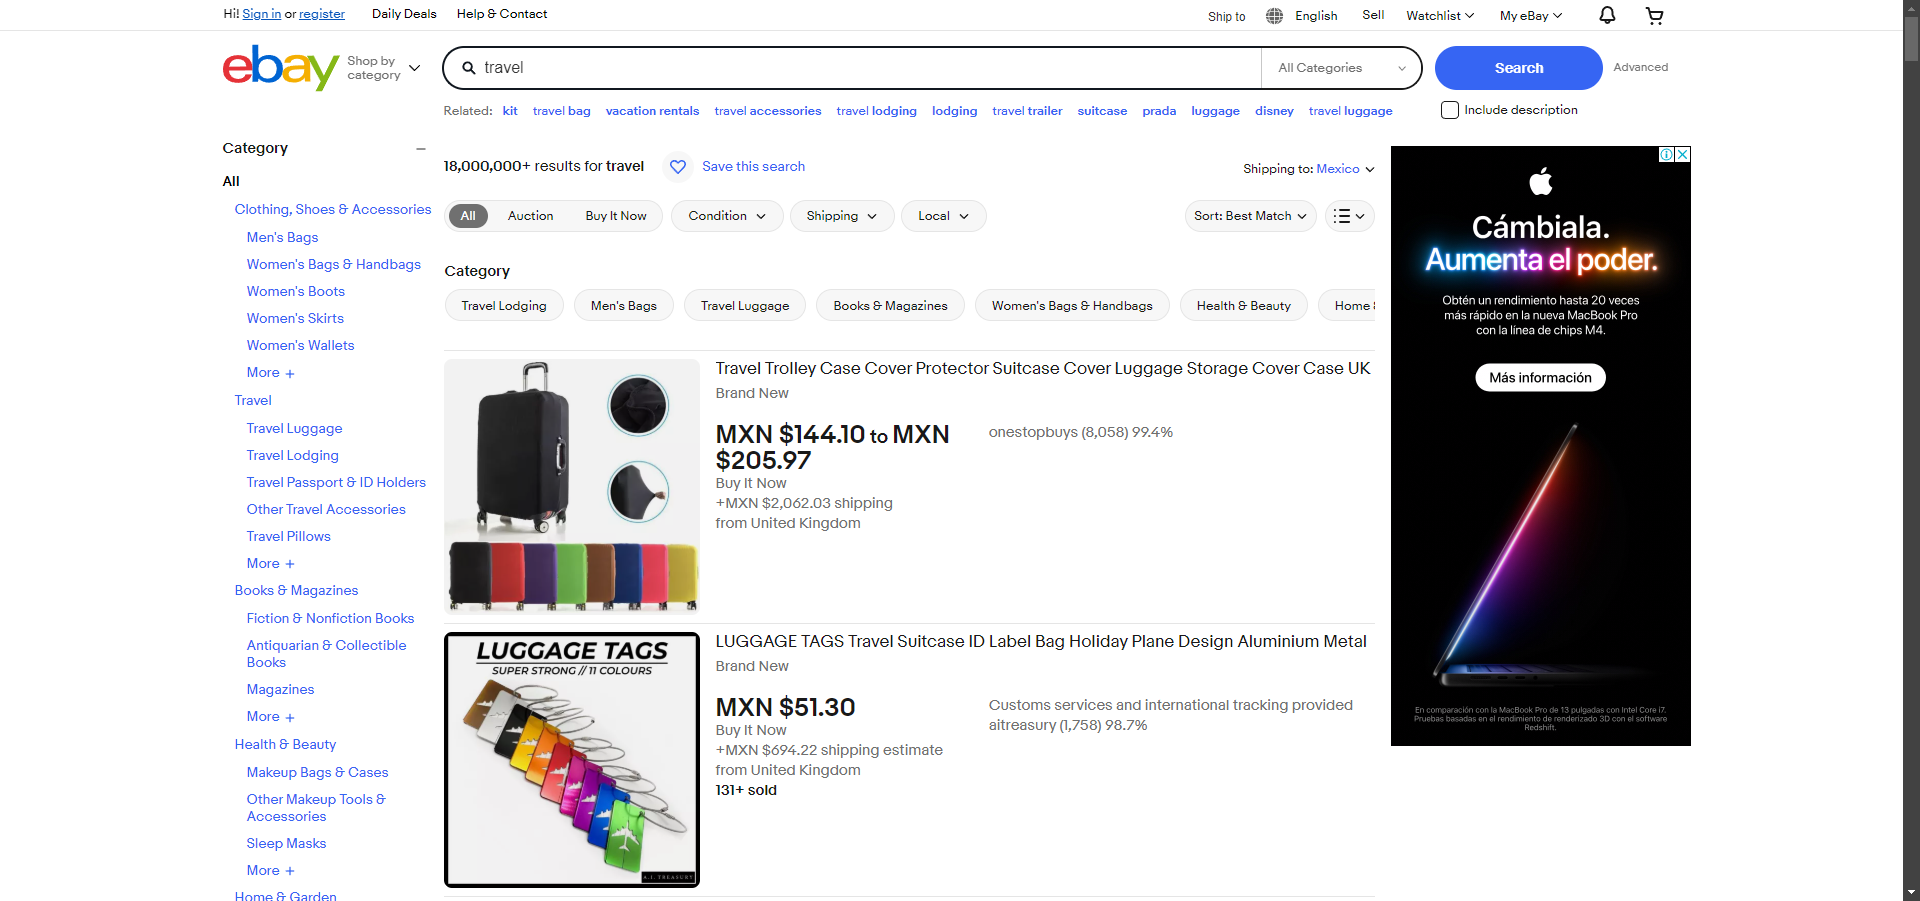 Hi! Sign in or register
Daily Deals
Help & Contact
Ship to
English
Sell
Watchlist
My eBay
ebay
Shop by
category
travel
All Categories
Search
Advanced
Related: kit travel bag vacation rentals travel accessories travel lodging lodging travel trailer suitcase prada luggage disney travel luggage
Include description
Category
All
Clothing, Shoes & Accessories
Men's Bags
Women's Bags & Handbags
Women's Boots
Women's Skirts
Women's Wallets
More +
Travel
Travel Luggage
Travel Lodging
Travel Passport & ID Holders
Other Travel Accessories
Travel Pillows
More +
Books & Magazines
Fiction & Nonfiction Books
Antiquarian & Collectible
Books
Magazines
More +
Health & Beauty
Makeup Bags & Cases
Other Makeup Tools &
Accessories
Sleep Masks
More +
Home & Garden
18,000,000+ results for travel
Save this search
Shipping to: Mexico
All
Auction
Buy It Now
Condition
Shipping
Local
Sort: Best Match
Category
Travel Lodging
Men's Bags
Travel Luggage
Books & Magazines
Women's Bags & Handbags
Health & Beauty
Home
Travel Trolley Case Cover Protector Suitcase Cover Luggage Storage Cover Case UK
Brand New
MXN $144.10 to MXN
$205.97
Buy It Now
+MXN $2,062.03 shipping
from United Kingdom
onestopbuys (8,058) 99.4%
LUGGAGE TAGS
SUPER STRONG // 11 COLOURS
A.I. TREASURY
LUGGAGE TAGS Travel Suitcase ID Label Bag Holiday Plane Design Aluminium Metal
Brand New
MXN $51.30
Buy It Now
+MXN $694.22 shipping estimate
from United Kingdom
131+ sold
Customs services and international tracking provided
aitreasury (1,758) 98.7%
Cámbiala.
Aumenta el poder.
Obtén un rendimiento hasta 20 veces
más rápido en la nueva MacBook Pro
con la línea de chips M4.
Más información
En comparación con la MacBook Pro de 13 pulgadas con Intel Core i7.
Pruebas basadas en el rendimiento de renderizado 3D con el software
Redshift.